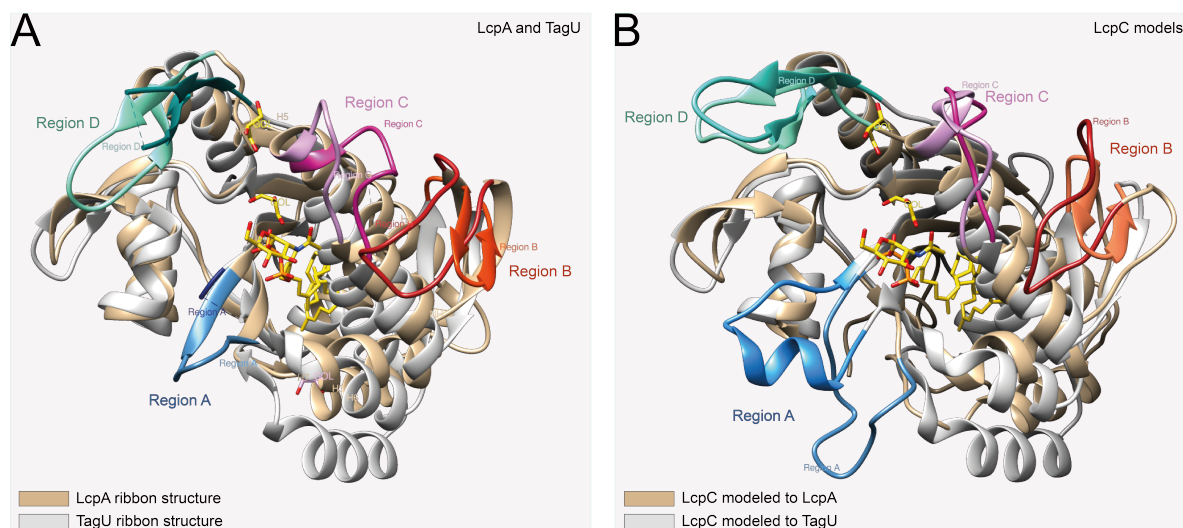 A
LcpA and TagU
Region C
Region D
H5
Region C
Region D
Region B
Region B
Region A
Region A
LcpA ribbon structure
TagU ribbon structure
B
LcpC models
Region D
Region C
Region C
Region D
Region B
Region B
Region A
Region A
LcpC modeled to LcpA
LcpC modeled to TagU